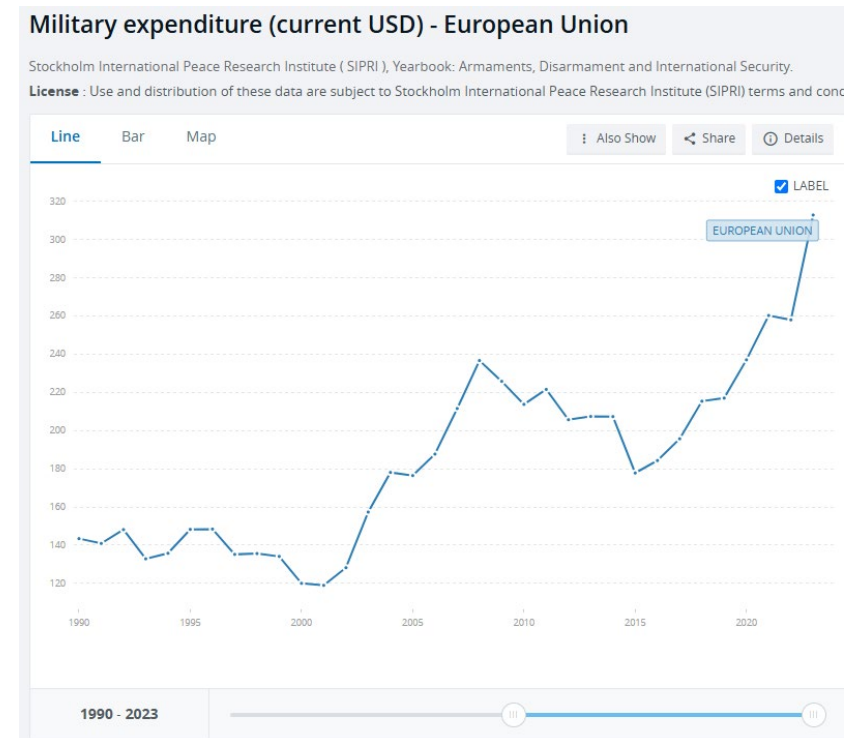 Military expenditure (current USD) - European Union
Stockholm International Peace Research Institute ( SIPRI ), Yearbook: Armaments, Disarmament and International Security.
License : Use and distribution of these data are subject to Stockholm International Peace Research Institute (SIPRI) terms and conc
Line Bar Map Also Show Share Details
LABEL
320
EUROPEAN UNION
300
280
260
240
220
200
180
160
140
120
1990 1995 2000 2005 2010 2015 2020
1990 - 2023